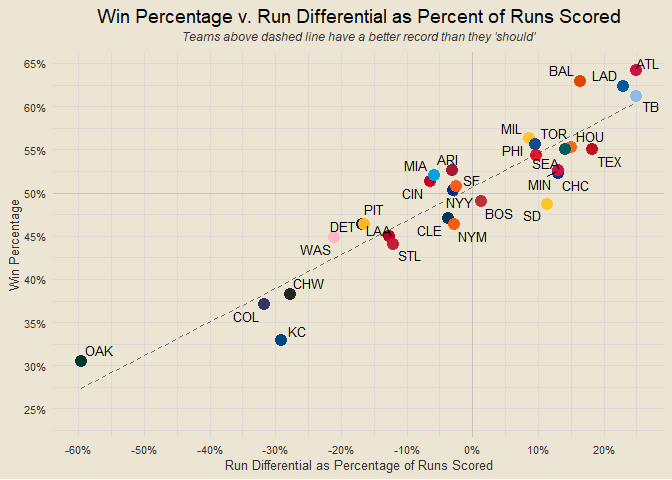 Win Percentage v. Run Differential as Percent of Runs Scored
Teams above dashed line have a better record than they 'should'
65%
60%
55%
50%
45%
40%
35%
30%
25%
Win Percentage
ATL
BAL
LAD
TB
MIL
TOR
HOU
PHI
TEX
SEA
MIN
CHC
ARI
MIA
SF
CIN
NYY
BOS
SD
PIT
DET
LAA
CLE
NYM
WAS
STL
CHW
COL
KC
OAK
-60%
-50%
-40%
-30%
-20%
-10%
0%
10%
20%
Run Differential as Percentage of Runs Scored